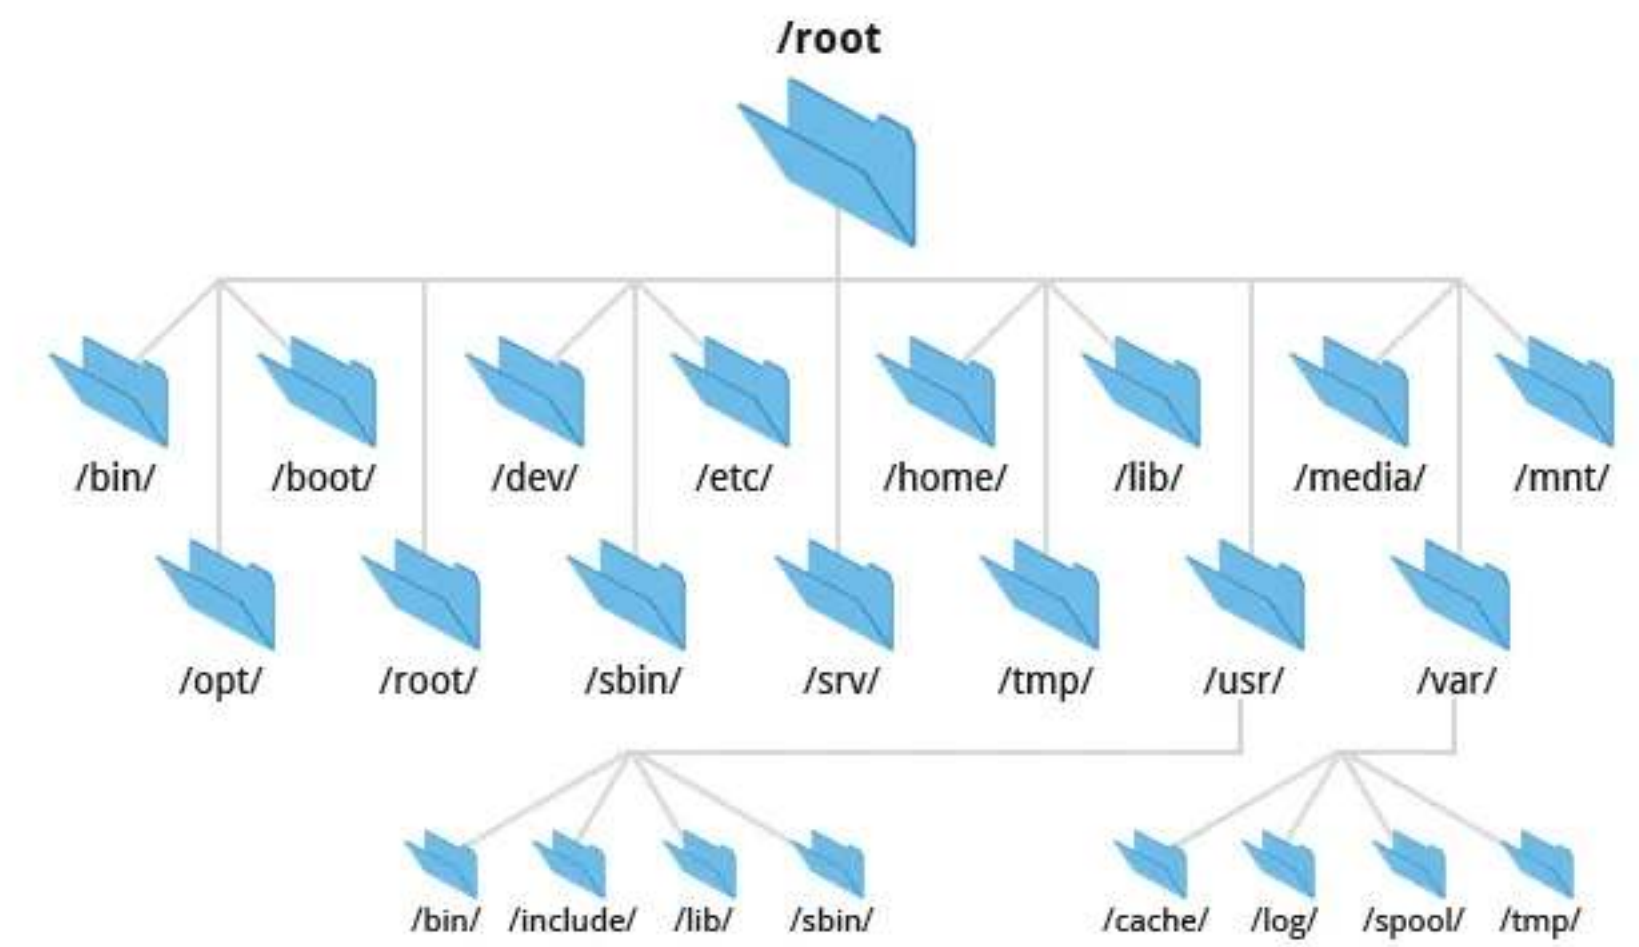 /root
/bin/ /boot/ /dev/ /etc/ /home/ /lib/ /media/ /mnt/
/opt/ /root/ /sbin/ /srv/ /tmp/ /usr/ /var/
/bin/ /include/ /lib/ /sbin/ /cache/ /log/ /spool/ /tmp/